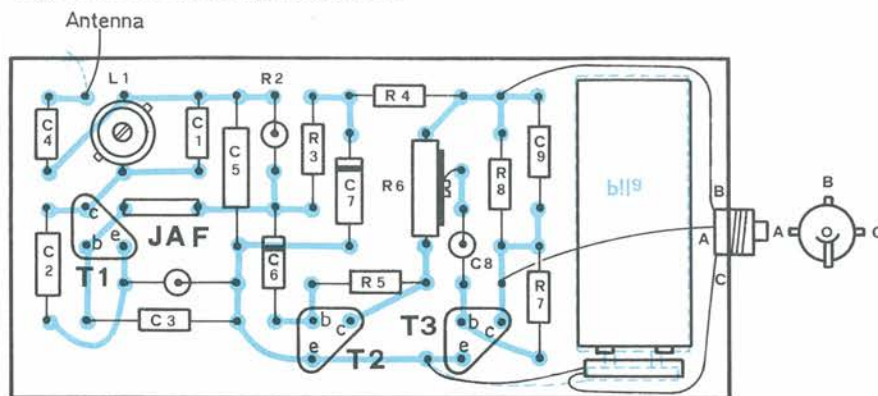 Antenna
L1
R2
C4
C1
C5
R3
R4
C7
R6
R8
C9
Pila
B
A
C
B
A
C
c
b
e
T1
JAF
C2
C3
C6
R5
C8
R7
b
c
e
T2
T3
b
c
e